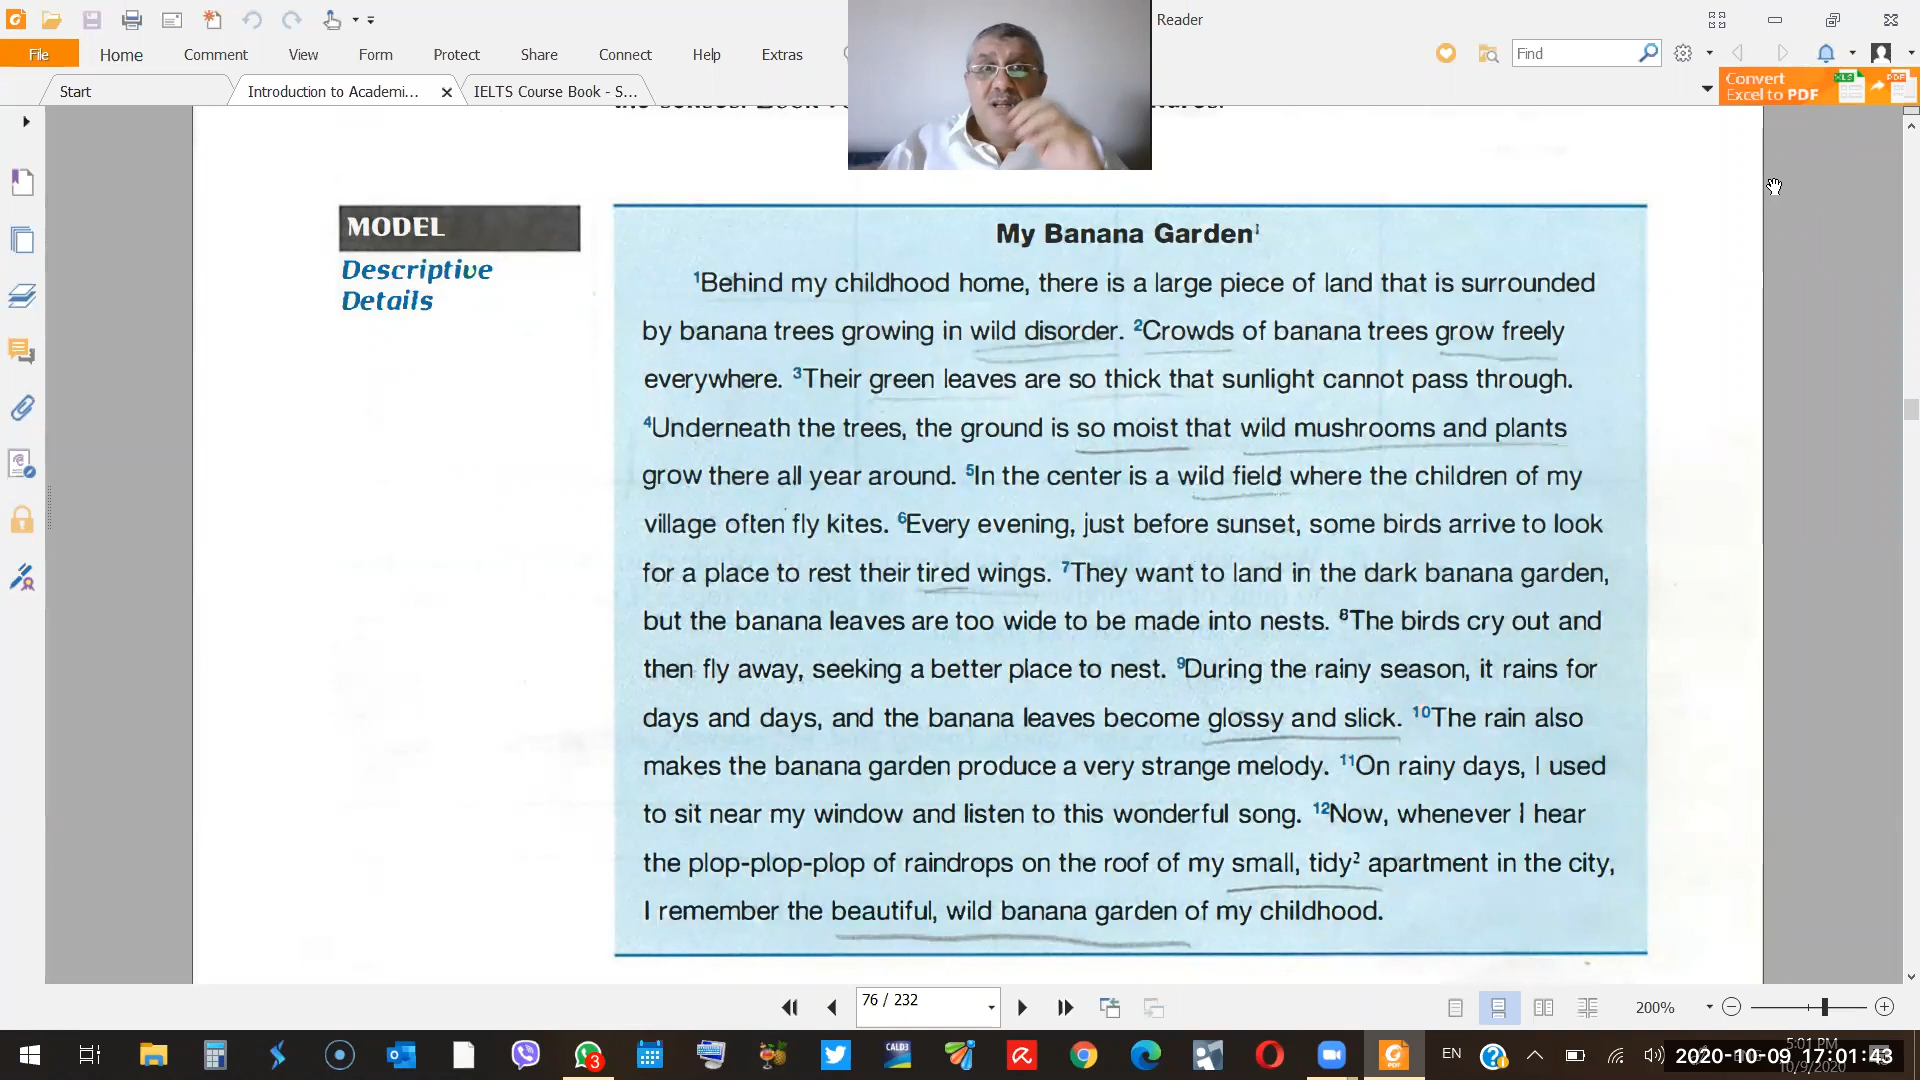 Reader
File Home Comment View Form Protect Share Connect Help Extras Find
Convert
Excel to PDF
Start Introduction to Academi... IELTS Course Book - S...
MODEL
Descriptive
Details
My Banana Garden¹
¹Behind my childhood home, there is a large piece of land that is surrounded
by banana trees growing in wild disorder. ²Crowds of banana trees grow freely
everywhere. ³Their green leaves are so thick that sunlight cannot pass through.
⁴Underneath the trees, the ground is so moist that wild mushrooms and plants
grow there all year around. ⁵In the center is a wild field where the children of my
village often fly kites. ⁶Every evening, just before sunset, some birds arrive to look
for a place to rest their tired wings. ⁷They want to land in the dark banana garden,
but the banana leaves are too wide to be made into nests. ⁸The birds cry out and
then fly away, seeking a better place to nest. ⁹During the rainy season, it rains for
days and days, and the banana leaves become glossy and slick. ¹⁰The rain also
makes the banana garden produce a very strange melody. ¹¹On rainy days, I used
to sit near my window and listen to this wonderful song. ¹²Now, whenever I hear
the plop-plop-plop of raindrops on the roof of my small, tidy² apartment in the city,
I remember the beautiful, wild banana garden of my childhood.
76 / 232
200%
CALD3
3
EN
5:01 PM
2020-10-09 17:01:43
10/9/2020